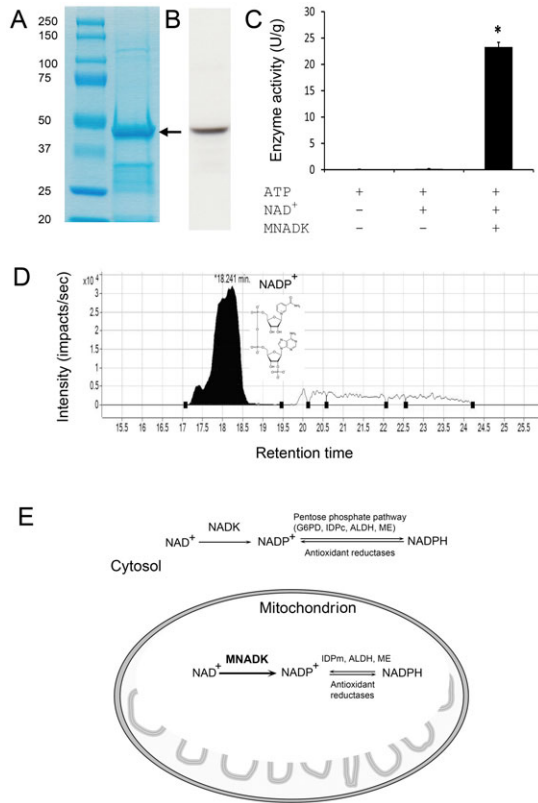 A
250
150
100
75
50
37
25
20
B
C
Enzyme activity (U/g)
30
25
20
15
10
5
0
*
ATP + + +
NAD+ − + +
MNADK − − +
D
x10^4
3
2.5
2
1.5
1
0.5
0
*18.241 min.
NADP+
Intensity (impacts/sec)
15.5 16 16.5 17 17.5 18 18.5 19 19.5 20 20.5 21 21.5 22 22.5 23 23.5 24 24.5 25 25.5
Retention time
E
NAD+ NADK NADP+ Pentose phosphate pathway
(G6PD, IDPc, ALDH, ME)
Antioxidant reductases
NADPH
Cytosol
Mitochondrion
NAD+ MNADK NADP+ IDPm, ALDH, ME
Antioxidant
reductases
NADPH